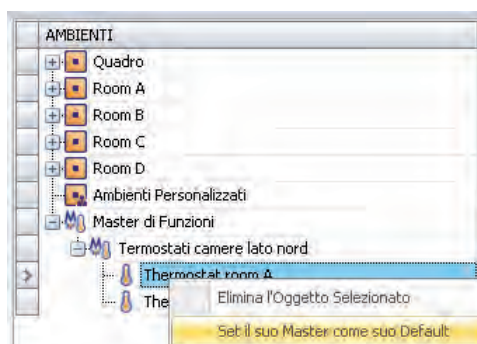 AMBIENTI
Quadro
Room A
Room B
Room C
Room D
Ambienti Personalizzati
Master di Funzioni
Termostati camere lato nord
Thermostat room A
The
Elimina l'Oggetto Selezionato
Set il suo Master come suo Default